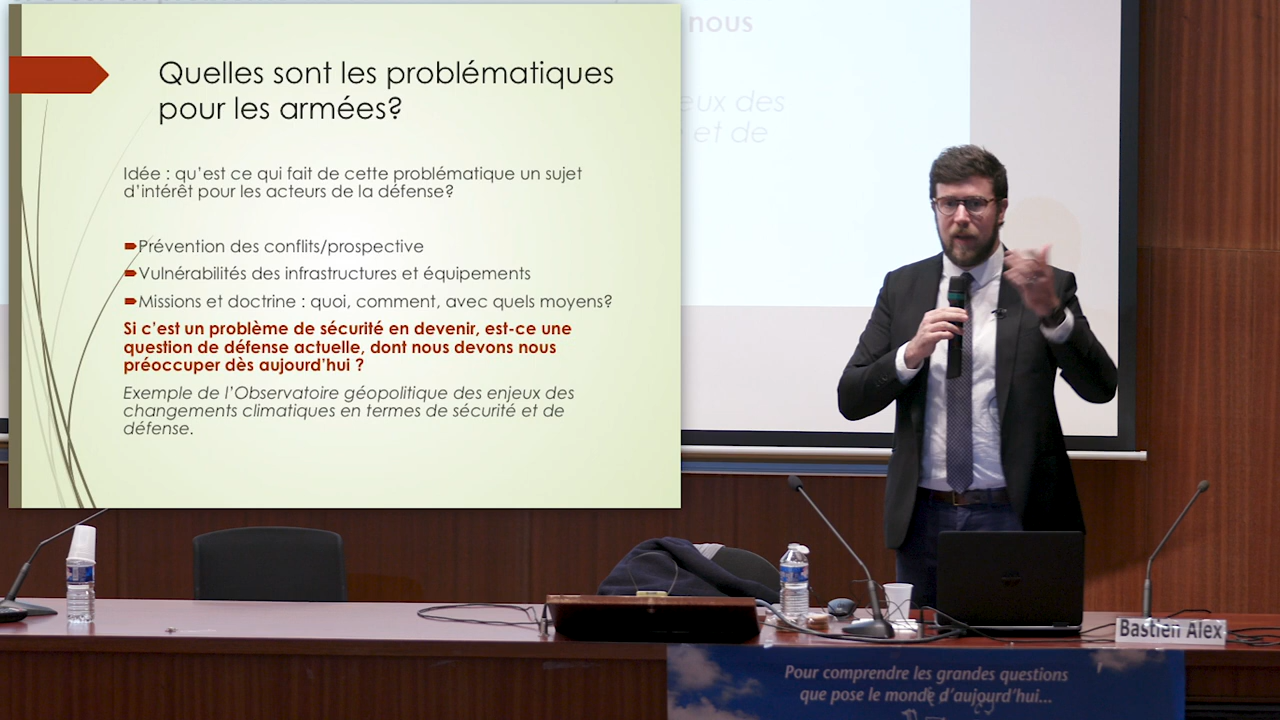 Quelles sont les problématiques
pour les armées?
Idée : qu'est ce qui fait de cette problématique un sujet
d'intérêt pour les acteurs de la défense?
Prévention des conflits/prospective
Vulnérabilités des infrastructures et équipements
Missions et doctrine : quoi, comment, avec quels moyens?
Si c'est un problème de sécurité en devenir, est-ce une
question de défense actuelle, dont nous devons nous
préoccuper dès aujourd'hui ?
Exemple de l'Observatoire géopolitique des enjeux des
changements climatiques en termes de sécurité et de
défense.
nous
eux des
et de
Bastien Alex
Pour comprendre les grandes questions
que pose le monde d'aujourd'hui...